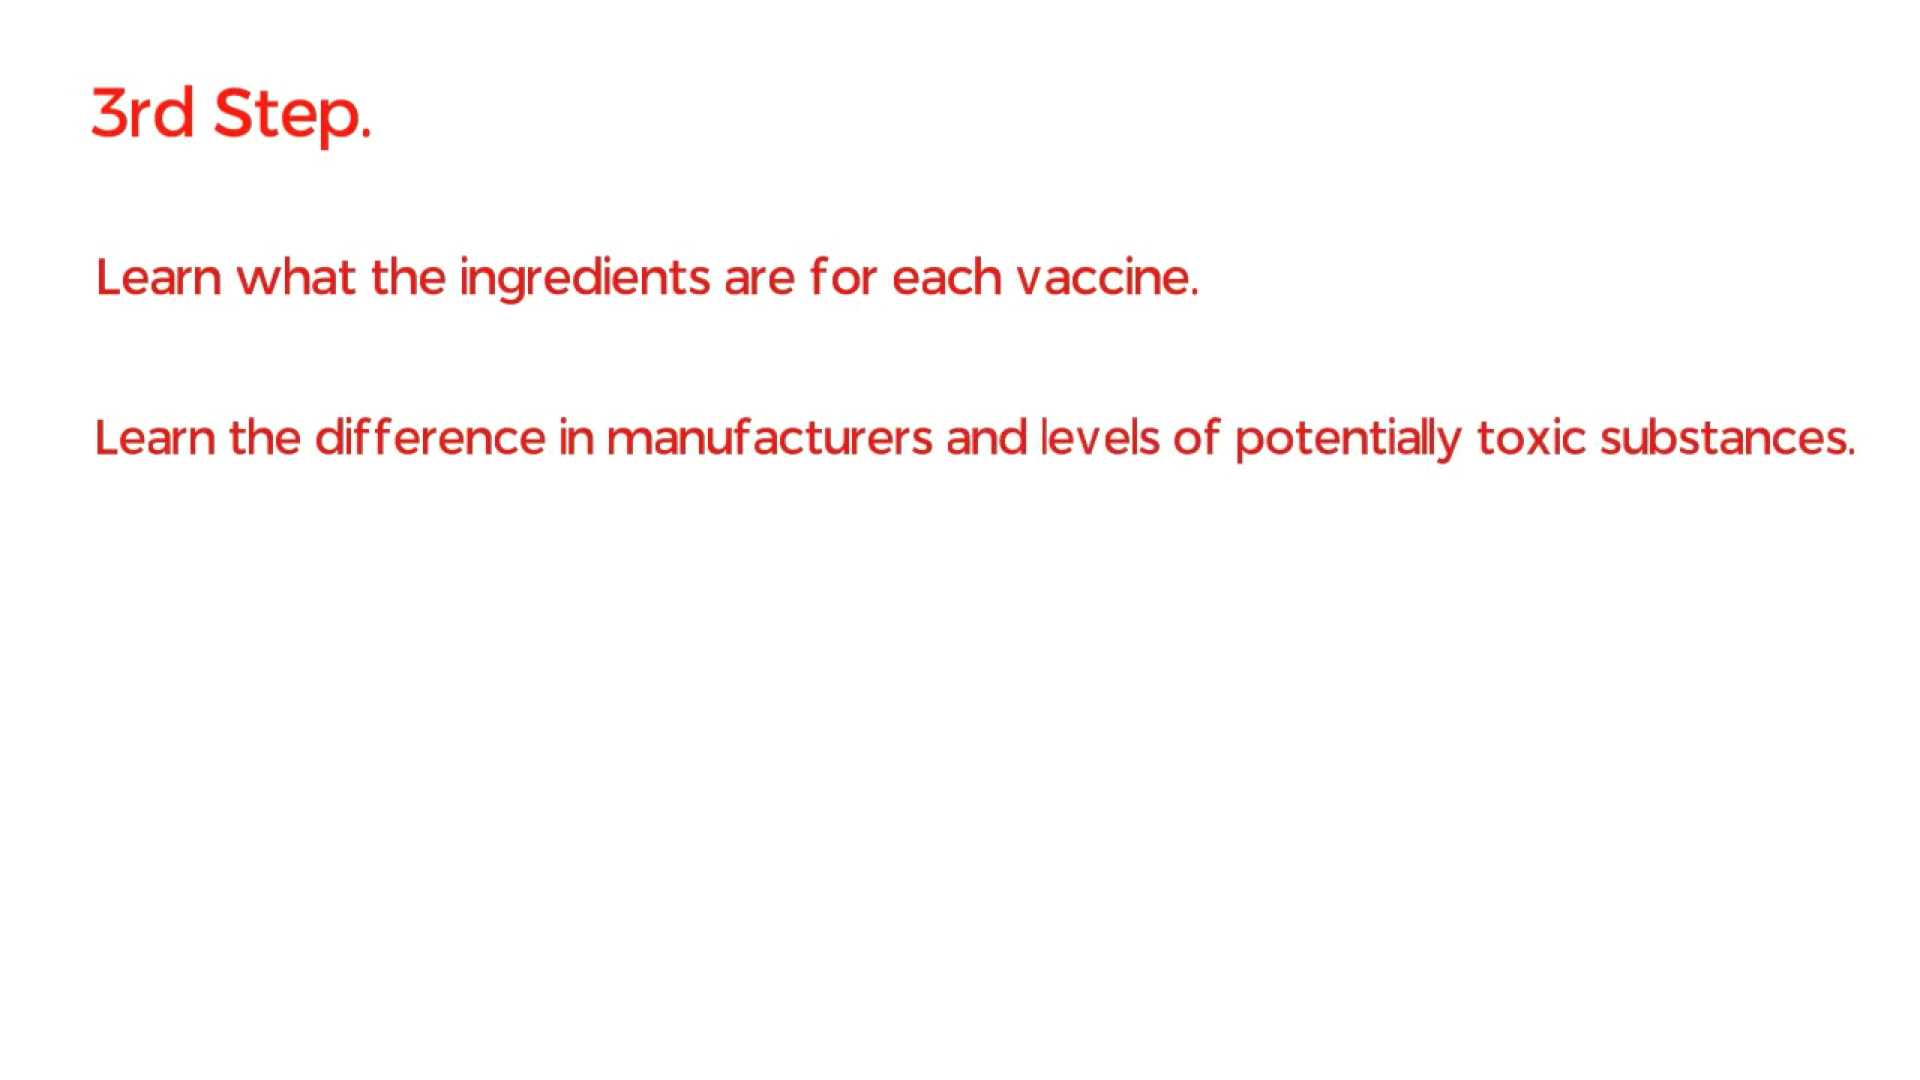 3rd Step.
Learn what the ingredients are for each vaccine.
Learn the difference in manufacturers and levels of potentially toxic substances.